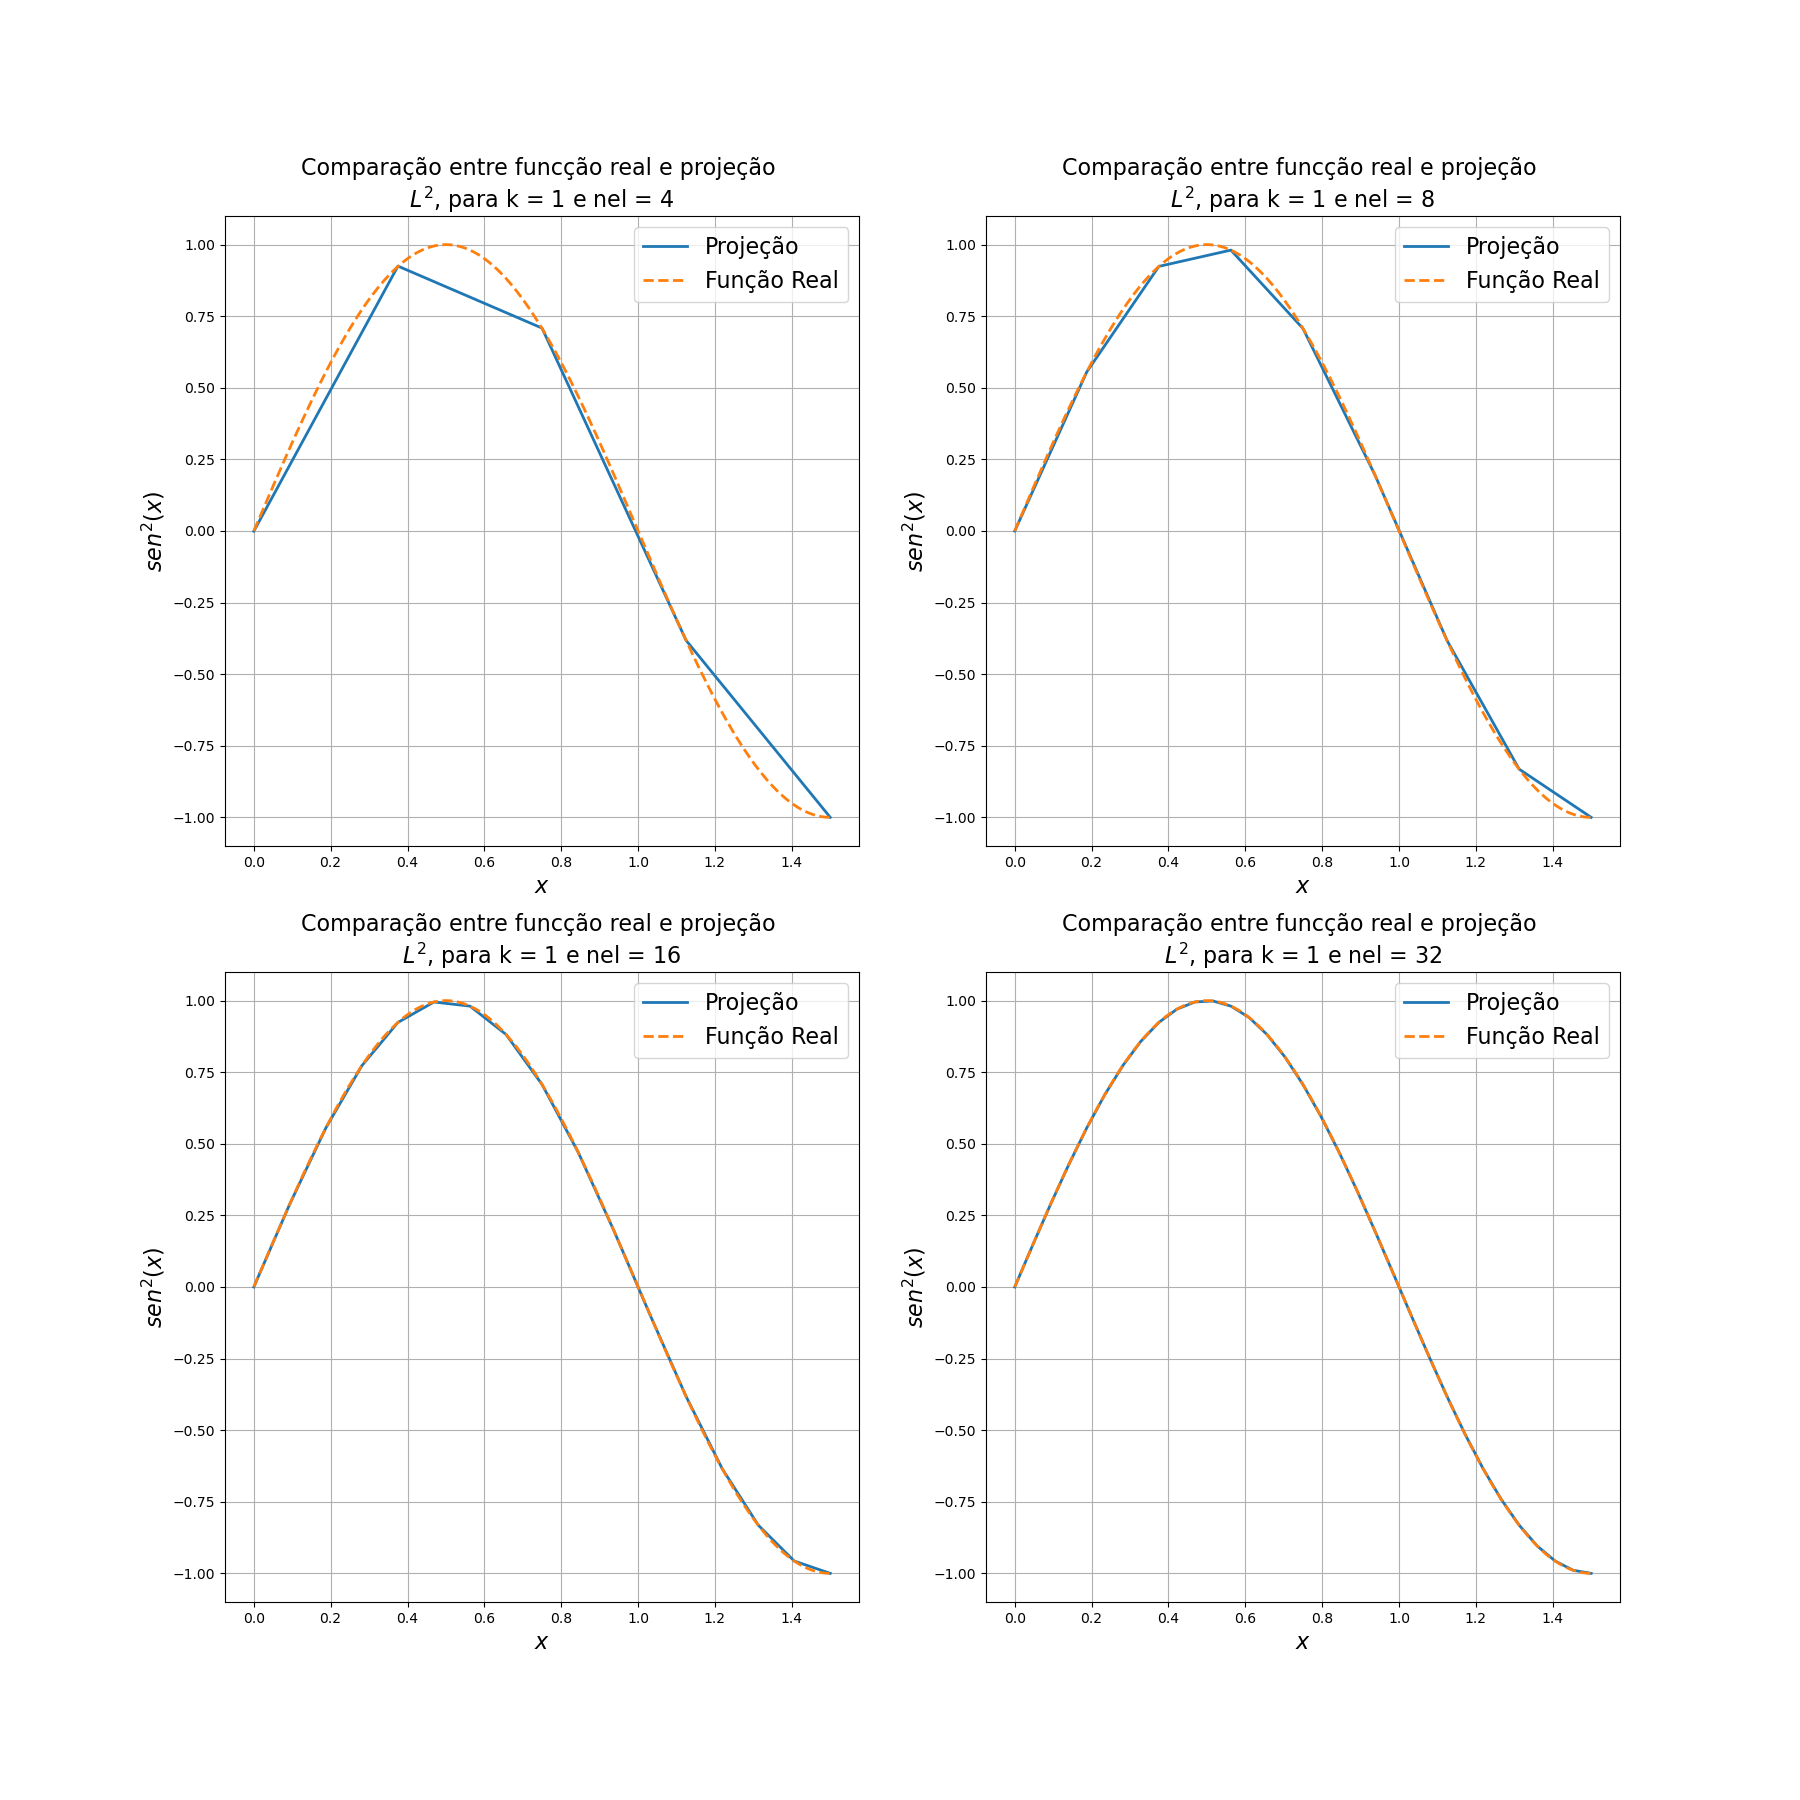 Comparação entre funcção real e projeção
L², para k = 1 e nel = 4
Projeção
Função Real
1.00
0.75
0.50
0.25
0.00
−0.25
−0.50
−0.75
−1.00
sen²(x)
0.0 0.2 0.4 0.6 0.8 1.0 1.2 1.4
x
Comparação entre funcção real e projeção
L², para k = 1 e nel = 8
Projeção
Função Real
1.00
0.75
0.50
0.25
0.00
−0.25
−0.50
−0.75
−1.00
sen²(x)
0.0 0.2 0.4 0.6 0.8 1.0 1.2 1.4
x
Comparação entre funcção real e projeção
L², para k = 1 e nel = 16
Projeção
Função Real
1.00
0.75
0.50
0.25
0.00
−0.25
−0.50
−0.75
−1.00
sen²(x)
0.0 0.2 0.4 0.6 0.8 1.0 1.2 1.4
x
Comparação entre funcção real e projeção
L², para k = 1 e nel = 32
Projeção
Função Real
1.00
0.75
0.50
0.25
0.00
−0.25
−0.50
−0.75
−1.00
sen²(x)
0.0 0.2 0.4 0.6 0.8 1.0 1.2 1.4
x